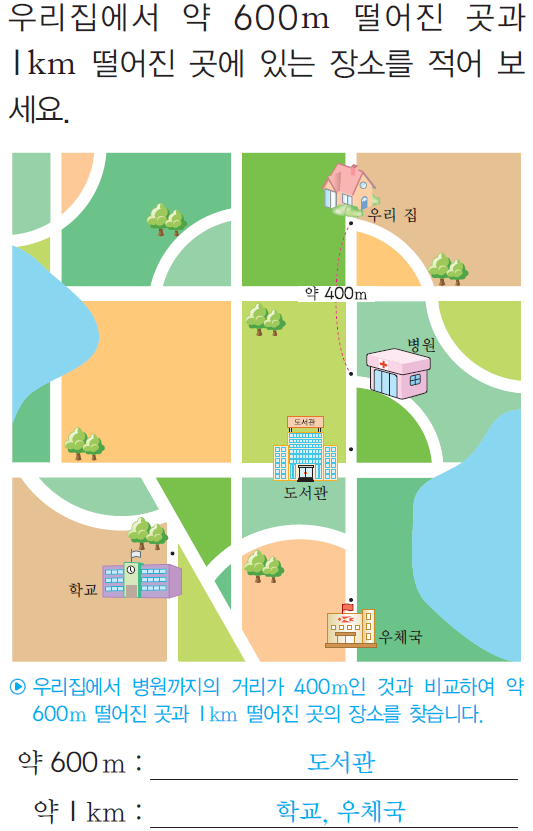 우리집에서 약 600m 떨어진 곳과
1km 떨어진 곳에 있는 장소를 적어 보
세요.
우리 집
약 400m
병원
도서관
도서관
학교
우체국
우리집에서 병원까지의 거리가 400m인 것과 비교하여 약
600m 떨어진 곳과 1km 떨어진 곳의 장소를 찾습니다.
약 600m : 도서관
약 1km : 학교, 우체국